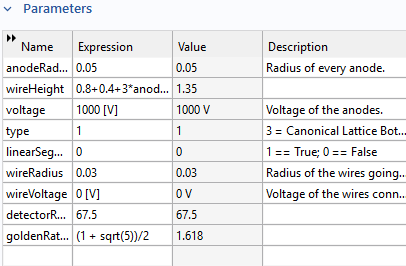 Parameters
Name Expression Value Description
anodeRad... 0.05 0.05 Radius of every anode.
wireHeight 0.8+0.4+3*anod... 1.35
voltage 1000 [V] 1000 V Voltage of the anodes.
type 1 1 3 = Canonical Lattice Bot...
linearSeg... 0 0 1 == True; 0 == False
wireRadius 0.03 0.03 Radius of the wires going...
wireVoltage 0 [V] 0 V Voltage of the wires conn...
detectorR... 67.5 67.5
goldenRat... (1 + sqrt(5))/2 1.618